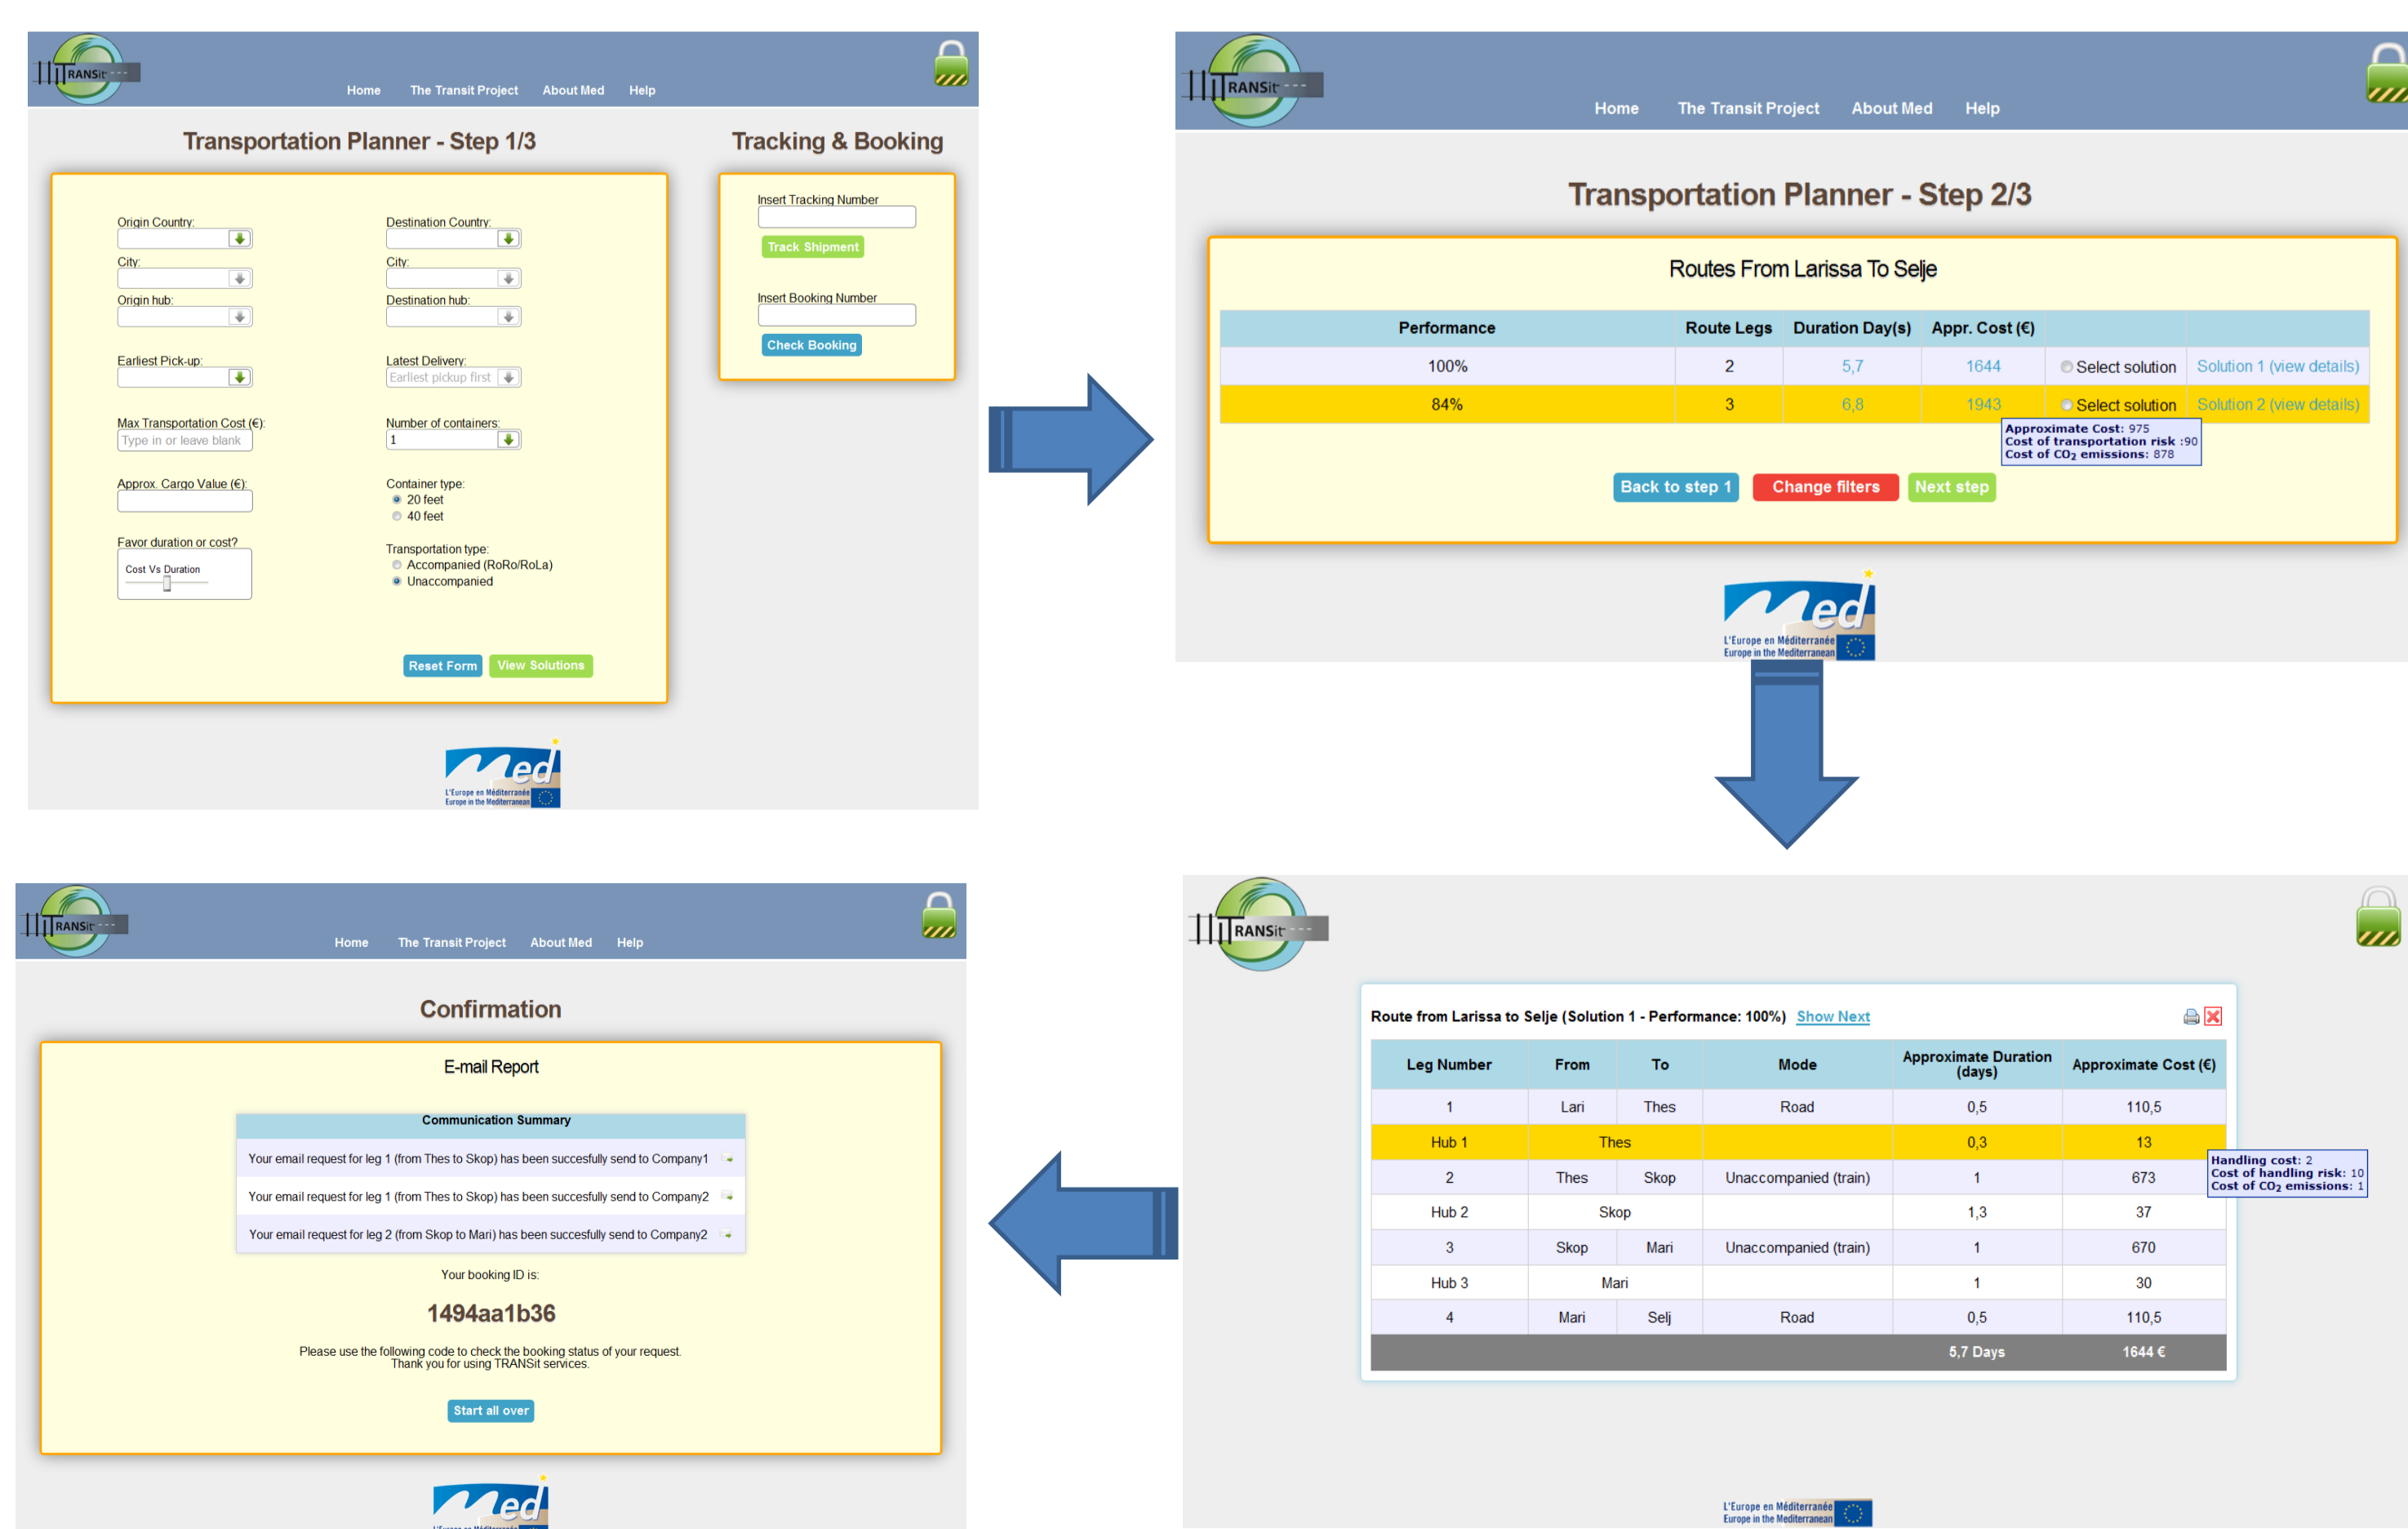 TRANSit
Home The Transit Project About Med Help
Transportation Planner - Step 1/3
Tracking & Booking
Origin Country:
Destination Country:
City:
City:
Origin hub:
Destination hub:
Earliest Pick-up:
Latest Delivery:
Earliest pickup first
Max Transportation Cost (€):
Type in or leave blank
Number of containers:
1
Approx. Cargo Value (€):
Container type:
20 feet
40 feet
Favor duration or cost?
Cost Vs Duration
Transportation type:
Accompanied (RoRo/RoLa)
Unaccompanied
Reset Form View Solutions
Insert Tracking Number
Track Shipment
Insert Booking Number
Check Booking
Med
L'Europe en Méditerranée
Europe in the Mediterranean
TRANSit
Home The Transit Project About Med Help
Transportation Planner - Step 2/3
Routes From Larissa To Selje
Performance Route Legs Duration Day(s) Appr. Cost (€)
100% 2 5,7 1644 Select solution Solution 1 (view details)
84% 3 6,8 1943 Select solution Solution 2 (view details)
Approximate Cost: 975
Cost of transportation risk :90
Cost of CO₂ emissions: 878
Back to step 1 Change filters Next step
Med
L'Europe en Méditerranée
Europe in the Mediterranean
TRANSit
Route from Larissa to Selje (Solution 1 - Performance: 100%) Show Next
Leg Number From To Mode Approximate Duration (days) Approximate Cost (€)
1 Lari Thes Road 0,5 110,5
Hub 1 Thes 0,3 13
Handling cost: 2
Cost of handling risk: 10
Cost of CO₂ emissions: 1
2 Thes Skop Unaccompanied (train) 1 673
Hub 2 Skop 1,3 37
3 Skop Mari Unaccompanied (train) 1 670
Hub 3 Mari 1 30
4 Mari Selj Road 0,5 110,5
5,7 Days 1644 €
L'Europe en Méditerranée
Europe in the Mediterranean
TRANSit
Home The Transit Project About Med Help
Confirmation
E-mail Report
Communication Summary
Your email request for leg 1 (from Thes to Skop) has been succesfully send to Company1
Your email request for leg 1 (from Thes to Skop) has been succesfully send to Company2
Your email request for leg 2 (from Skop to Mari) has been succesfully send to Company2
Your booking ID is:
1494aa1b36
Please use the following code to check the booking status of your request.
Thank you for using TRANSit services.
Start all over
Med